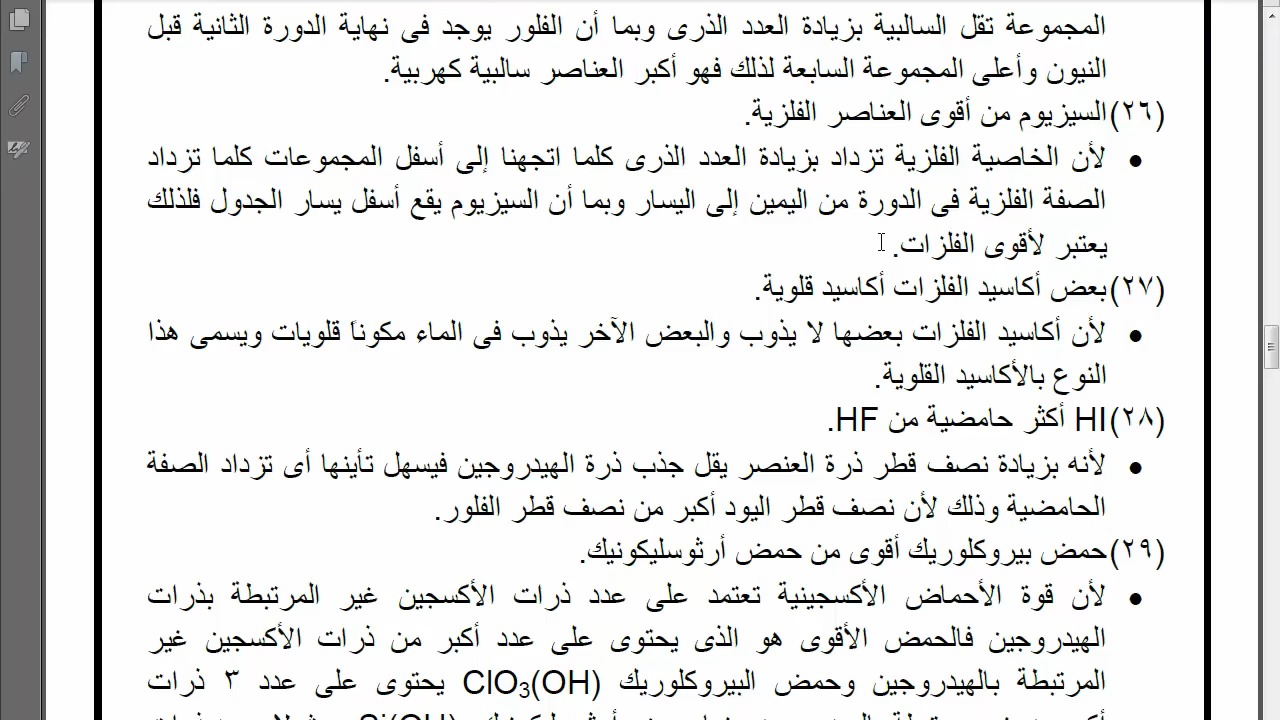 المجموعة تقل السالبية بزيادة العدد الذرى وبما أن الفلور يوجد فى نهاية الدورة الثانية قبل
النيون وأعلى المجموعة السابعة لذلك فهو أكبر العناصر سالبية كهربية.
(٢٦) السيزيوم من أقوى العناصر الفلزية.
• لأن الخاصية الفلزية تزداد بزيادة العدد الذرى كلما اتجهنا إلى أسفل المجموعات كلما تزداد
الصفة الفلزية فى الدورة من اليمين إلى اليسار وبما أن السيزيوم يقع أسفل يسار الجدول فلذلك
يعتبر لأقوى الفلزات.
(٢٧) بعض أكاسيد الفلزات أكاسيد قلوية.
• لأن أكاسيد الفلزات بعضها لا يذوب والبعض الآخر يذوب فى الماء مكوناً قلويات ويسمى هذا
النوع بالأكاسيد القلوية.
(٢٨) HI أكثر حامضية من HF.
• لأنه بزيادة نصف قطر ذرة العنصر يقل جذب ذرة الهيدروجين فيسهل تأينها أى تزداد الصفة
الحامضية وذلك لأن نصف قطر اليود أكبر من نصف قطر الفلور.
(٢٩) حمض بيروكلوريك أقوى من حمض أرثوسليكونيك.
• لأن قوة الأحماض الأكسجينية تعتمد على عدد ذرات الأكسجين غير المرتبطة بذرات
الهيدروجين فالحمض الأقوى هو الذى يحتوى على عدد أكبر من ذرات الأكسجين غير
المرتبطة بالهيدروجين وحمض البيروكلوريك ClO₃(OH) يحتوى على عدد ٣ ذرات